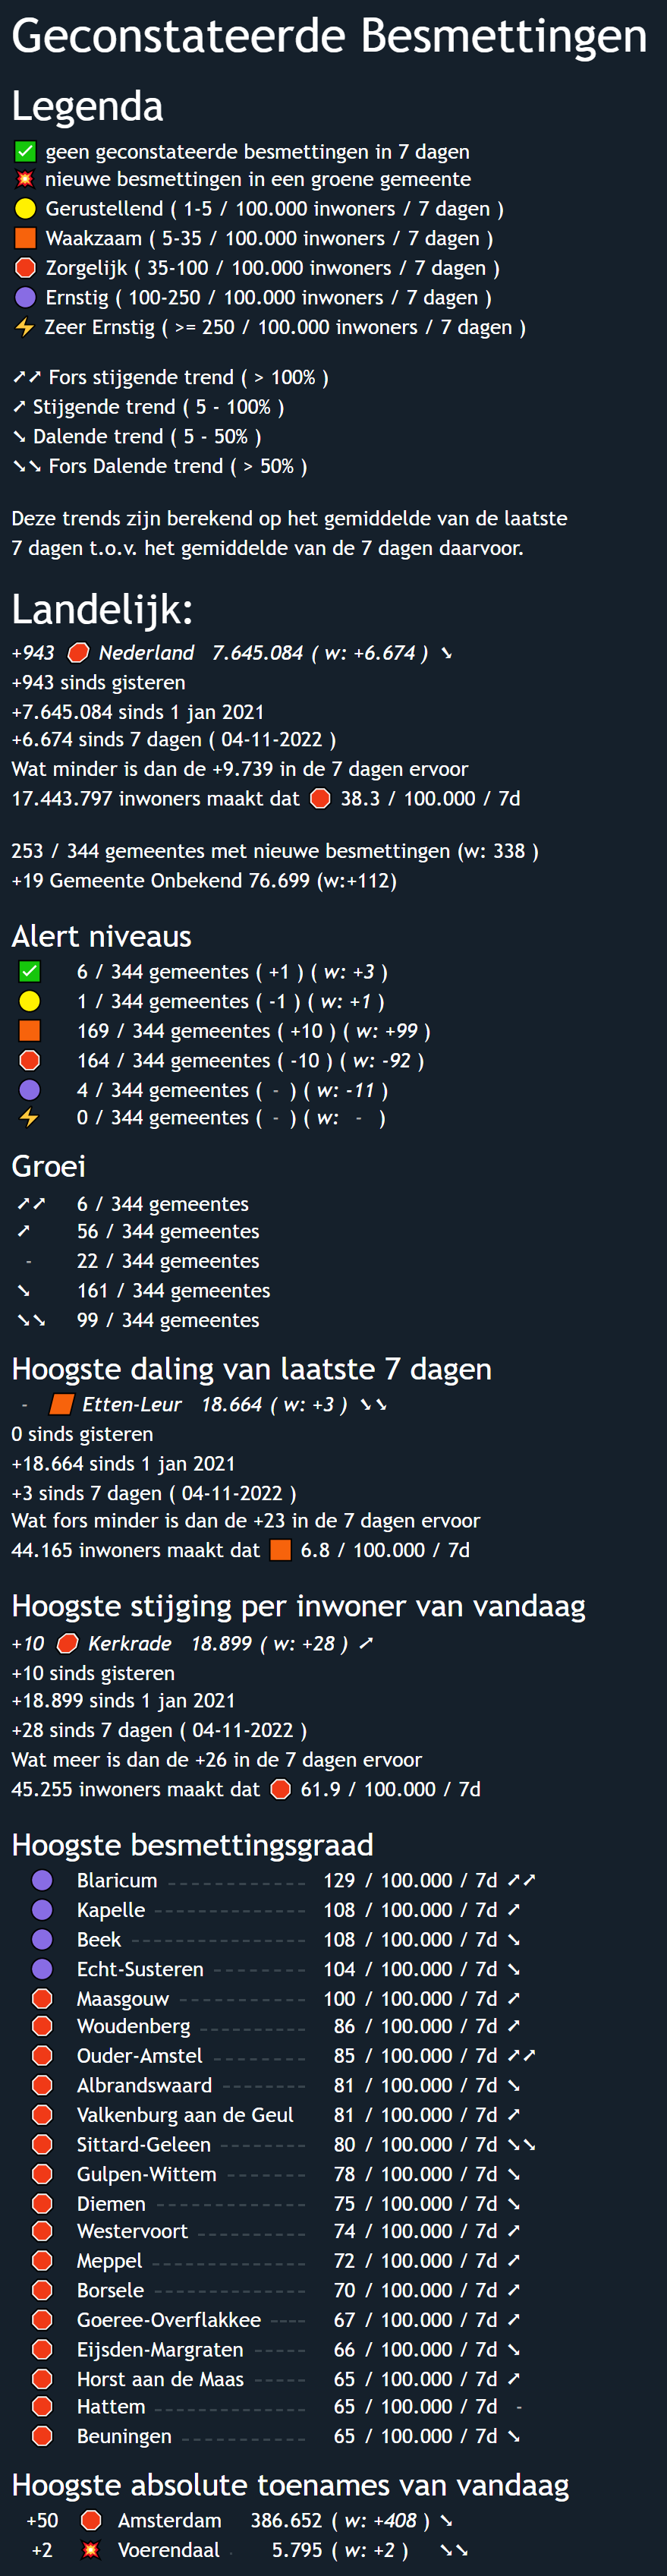 Geconstateerde Besmettingen
Legenda
✅ geen geconstateerde besmettingen in 7 dagen
💥 nieuwe besmettingen in een groene gemeente
🟡 Gerustellend ( 1-5 / 100.000 inwoners / 7 dagen )
🟧 Waakzaam ( 5-35 / 100.000 inwoners / 7 dagen )
🛑 Zorgelijk ( 35-100 / 100.000 inwoners / 7 dagen )
🟣 Ernstig ( 100-250 / 100.000 inwoners / 7 dagen )
⚡ Zeer Ernstig ( >= 250 / 100.000 inwoners / 7 dagen )
➚➚ Fors stijgende trend ( > 100% )
➚ Stijgende trend ( 5 - 100% )
➘ Dalende trend ( 5 - 50% )
➘➘ Fors Dalende trend ( > 50% )
Deze trends zijn berekend op het gemiddelde van de laatste
7 dagen t.o.v. het gemiddelde van de 7 dagen daarvoor.
Landelijk:
+943 🛑 Nederland 7.645.084 ( w: +6.674 ) ➘
+943 sinds gisteren
+7.645.084 sinds 1 jan 2021
+6.674 sinds 7 dagen ( 04-11-2022 )
Wat minder is dan de +9.739 in de 7 dagen ervoor
17.443.797 inwoners maakt dat 🛑 38.3 / 100.000 / 7d
253 / 344 gemeentes met nieuwe besmettingen (w: 338 )
+19 Gemeente Onbekend 76.699 (w:+112)
Alert niveaus
✅ 6 / 344 gemeentes ( +1 ) ( w: +3 )
🟡 1 / 344 gemeentes ( -1 ) ( w: +1 )
🟧 169 / 344 gemeentes ( +10 ) ( w: +99 )
🛑 164 / 344 gemeentes ( -10 ) ( w: -92 )
🟣 4 / 344 gemeentes ( - ) ( w: -11 )
⚡ 0 / 344 gemeentes ( - ) ( w: - )
Groei
➚➚ 6 / 344 gemeentes
➚ 56 / 344 gemeentes
- 22 / 344 gemeentes
➘ 161 / 344 gemeentes
➘➘ 99 / 344 gemeentes
Hoogste daling van laatste 7 dagen
- 🟧 Etten-Leur 18.664 ( w: +3 ) ➘➘
0 sinds gisteren
+18.664 sinds 1 jan 2021
+3 sinds 7 dagen ( 04-11-2022 )
Wat fors minder is dan de +23 in de 7 dagen ervoor
44.165 inwoners maakt dat 🟧 6.8 / 100.000 / 7d
Hoogste stijging per inwoner van vandaag
+10 🛑 Kerkrade 18.899 ( w: +28 ) ➚
+10 sinds gisteren
+18.899 sinds 1 jan 2021
+28 sinds 7 dagen ( 04-11-2022 )
Wat meer is dan de +26 in de 7 dagen ervoor
45.255 inwoners maakt dat 🛑 61.9 / 100.000 / 7d
Hoogste besmettingsgraad
🟣 Blaricum 129 / 100.000 / 7d ➚➚
🟣 Kapelle 108 / 100.000 / 7d ➚
🟣 Beek 108 / 100.000 / 7d ➘
🟣 Echt-Susteren 104 / 100.000 / 7d ➘
🛑 Maasgouw 100 / 100.000 / 7d ➚
🛑 Woudenberg 86 / 100.000 / 7d ➚
🛑 Ouder-Amstel 85 / 100.000 / 7d ➚➚
🛑 Albrandswaard 81 / 100.000 / 7d ➘
🛑 Valkenburg aan de Geul 81 / 100.000 / 7d ➚
🛑 Sittard-Geleen 80 / 100.000 / 7d ➘➘
🛑 Gulpen-Wittem 78 / 100.000 / 7d ➘
🛑 Diemen 75 / 100.000 / 7d ➘
🛑 Westervoort 74 / 100.000 / 7d ➚
🛑 Meppel 72 / 100.000 / 7d ➚
🛑 Borsele 70 / 100.000 / 7d ➚
🛑 Goeree-Overflakkee 67 / 100.000 / 7d ➚
🛑 Eijsden-Margraten 66 / 100.000 / 7d ➘
🛑 Horst aan de Maas 65 / 100.000 / 7d ➚
🛑 Hattem 65 / 100.000 / 7d -
🛑 Beuningen 65 / 100.000 / 7d ➘
Hoogste absolute toenames van vandaag
+50 🛑 Amsterdam 386.652 ( w: +408 ) ➘
+2 💥 Voerendaal 5.795 ( w: +2 ) ➘➘